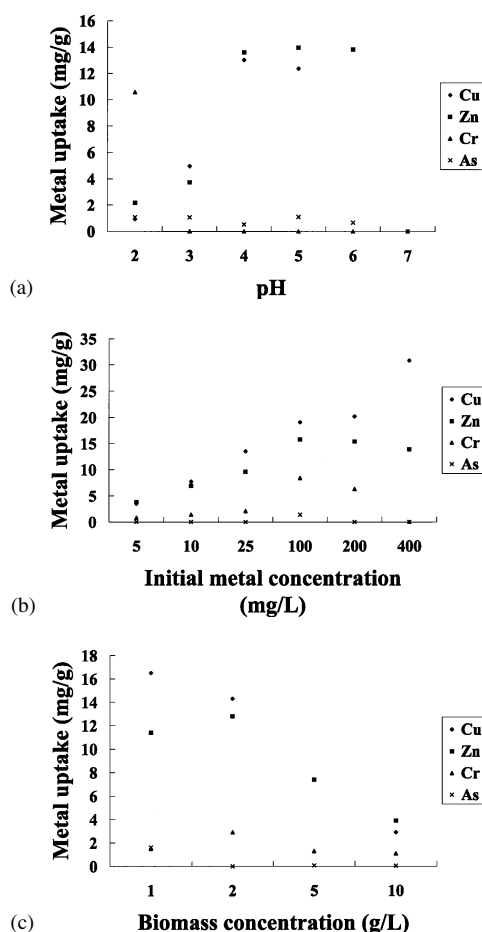 16
14
12
10
8
6
4
2
0
Metal uptake (mg/g)
2 3 4 5 6 7
pH
Cu
Zn
Cr
As
(a)
35
30
25
20
15
10
5
0
Metal uptake (mg/g)
5 10 25 100 200 400
Initial metal concentration
(mg/L)
Cu
Zn
Cr
As
(b)
18
16
14
12
10
8
6
4
2
0
Metal uptake (mg/g)
1 2 5 10
Biomass concentration (g/L)
Cu
Zn
Cr
As
(c)